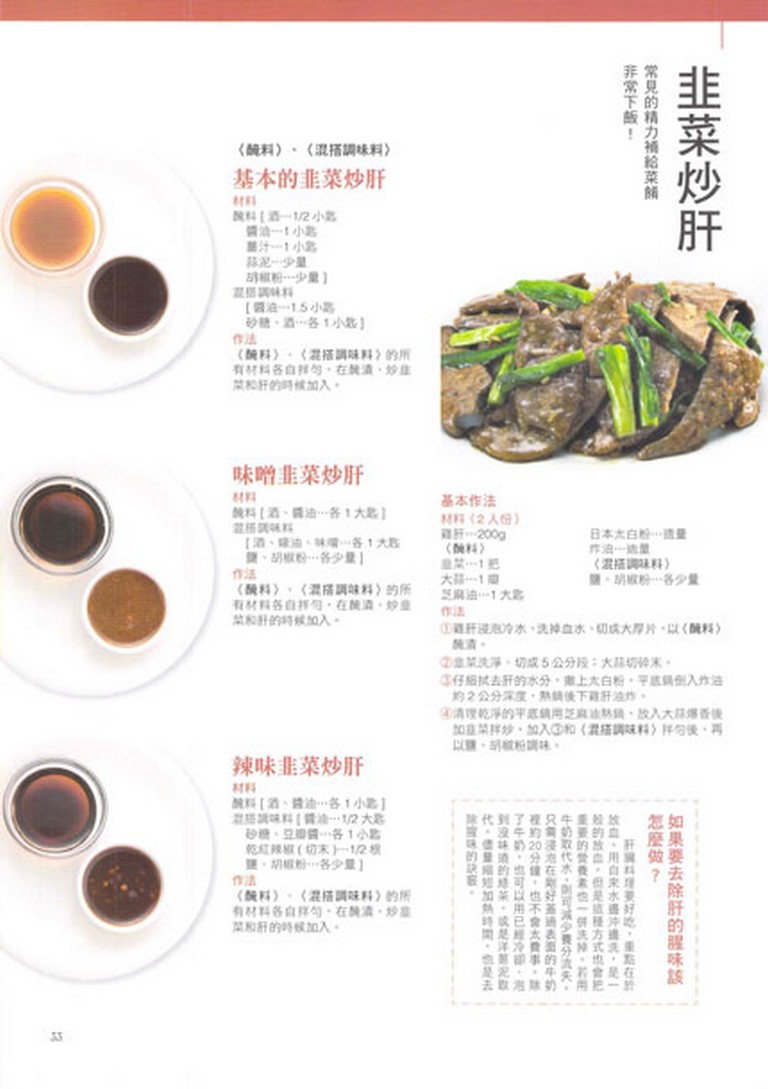 韭菜炒肝
常見的精力補給菜餚
非常下飯！
〈醃料〉、〈混搭調味料〉
基本的韭菜炒肝
材料
醃料 [ 酒…1/2 小匙
醬油…1 小匙
薑汁…1 小匙
蒜泥…少量
胡椒粉…少量 ]
混搭調味料
[ 醬油…1.5 小匙
砂糖、酒…各 1 小匙 ]
作法
〈醃料〉、〈混搭調味料〉的所
有材料各自拌勻，在醃漬、炒韭
菜和肝的時候加入。
味噌韭菜炒肝
材料
醃料 [ 酒、醬油…各 1 大匙 ]
混搭調味料
[ 酒、蠔油、味噌…各 1 大匙
鹽、胡椒粉…各少量 ]
作法
〈醃料〉、〈混搭調味料〉的所
有材料各自拌勻，在醃漬、炒韭
菜和肝的時候加入。
辣味韭菜炒肝
材料
醃料 [ 酒、醬油…各 1 小匙 ]
混搭調味料 [ 醬油…1/2 大匙
砂糖、豆瓣醬…各 1 小匙
乾紅辣椒 ( 切末 )…1/2 根
鹽、胡椒粉…各少量 ]
作法
〈醃料〉、〈混搭調味料〉的所
有材料各自拌勻，在醃漬、炒韭
菜和肝的時候加入。
基本作法
材料（2 人份）
雞肝…200g
〈醃料〉
韭菜…1 把
大蒜…1 瓣
芝麻油…1 大匙
日本太白粉…適量
炸油…適量
〈混搭調味料〉
鹽、胡椒粉…各少量
作法
①雞肝浸泡冷水、洗掉血水、切成大厚片，以〈醃料〉
醃漬。
②韭菜洗淨、切成 5 公分段；大蒜切碎末。
③仔細拭去肝的水分，撒上太白粉。平底鍋倒入炸油
約 2 公分深度，熱鍋後下雞肝油炸。
④清理乾淨的平底鍋用芝麻油熱鍋，放入大蒜爆香後
加韭菜拌炒，加入③和〈混搭調味料〉拌勻後，再
以鹽、胡椒粉調味。
如果要去除肝的腥味該
怎麼做？
肝臟料理要好吃，重點在於
放血。用自來水邊沖邊洗，是一
般的放血，但是這種方式也會把
重要的營養素也一併洗掉。若用
牛奶取代水，則可減少養分流失。
只需浸泡在剛好蓋過表面的牛奶
裡約20分鐘，也不會太費事。除
了牛奶，也可以用已經冷卻、泡
到沒味道的綠茶，或是洋蔥泥取
代。儘量縮短加熱時間，也是去
除腥味的訣竅。
55